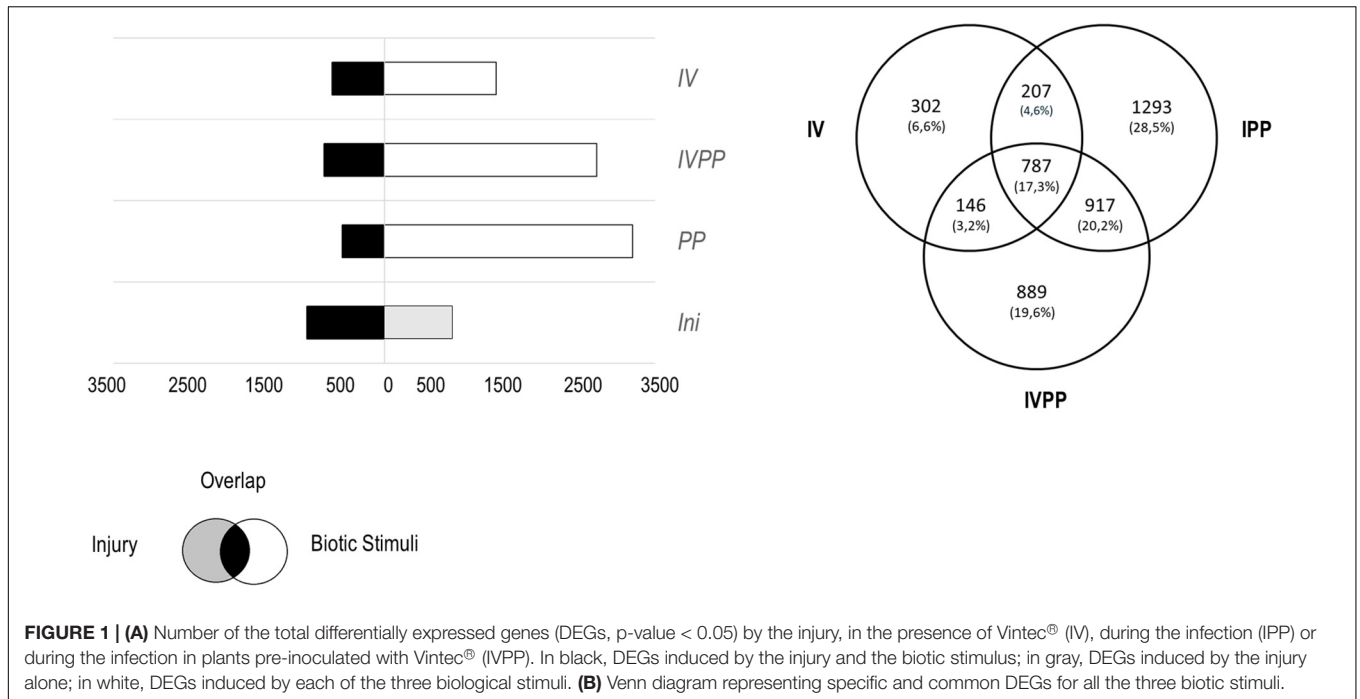 IV
IVPP
PP
Ini
3500 2500 1500 500 0 500 1500 2500 3500
Overlap
Injury
Biotic Stimuli
302
(6,6%)
207
(4,6%)
1293
(28,5%)
IV
IPP
787
(17,3%)
146
(3,2%)
917
(20,2%)
889
(19,6%)
IVPP
FIGURE 1 | (A) Number of the total differentially expressed genes (DEGs, p-value < 0.05) by the injury, in the presence of Vintec® (IV), during the infection (IPP) or
during the infection in plants pre-inoculated with Vintec® (IVPP). In black, DEGs induced by the injury and the biotic stimulus; in gray, DEGs induced by the injury
alone; in white, DEGs induced by each of the three biological stimuli. (B) Venn diagram representing specific and common DEGs for all the three biotic stimuli.